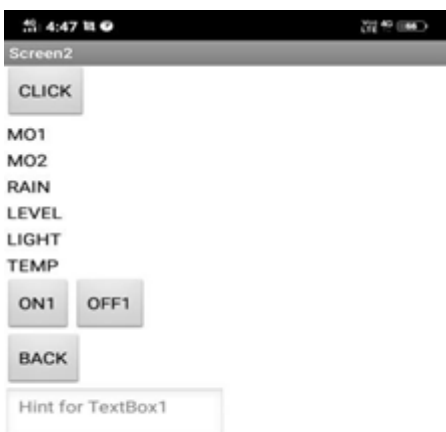 4:47
Screen2
CLICK
MO1
MO2
RAIN
LEVEL
LIGHT
TEMP
ON1 OFF1
BACK
Hint for TextBox1